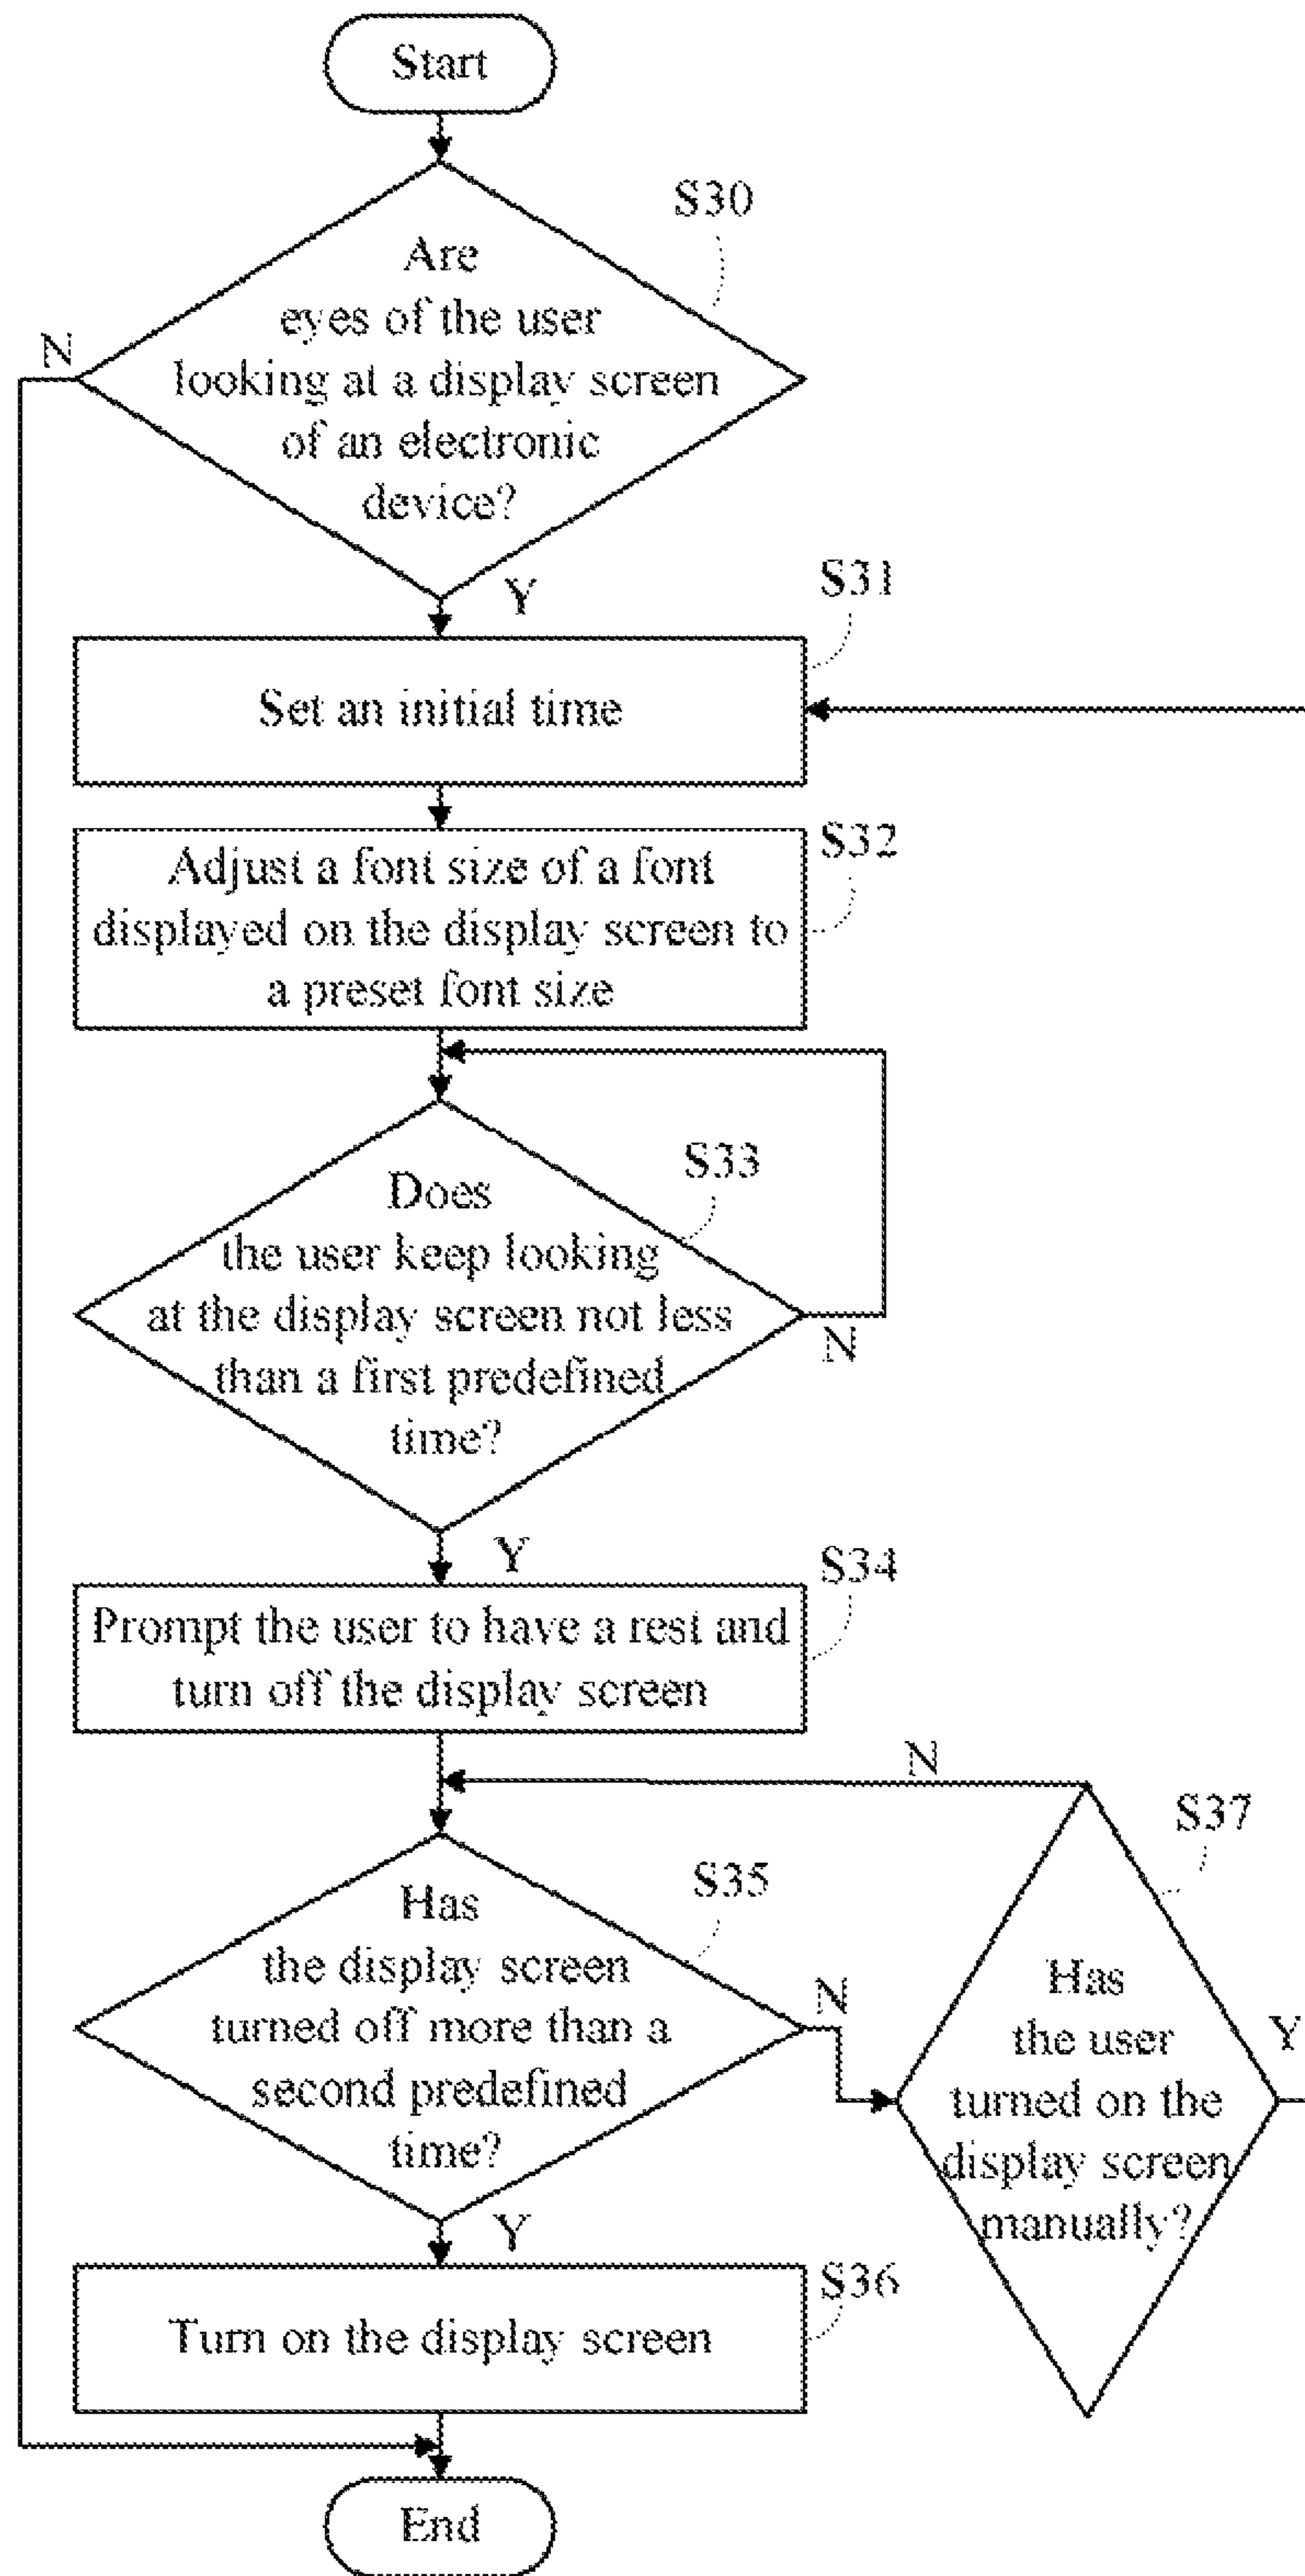 Start
S30
Are
eyes of the user
looking at a display screen
of an electronic
device?
N
Y
S31
Set an initial time
S32
Adjust a font size of a font
displayed on the display screen to
a preset font size
S33
Does
the user keep looking
at the display screen not less
than a first predefined
time?
N
Y
S34
Prompt the user to have a rest and
turn off the display screen
N
S37
S35
Has
the display screen
turned off more than a
second predefined
time?
N
Has
the user
turned on the
display screen
manually?
Y
Y
S36
Turn on the display screen
End